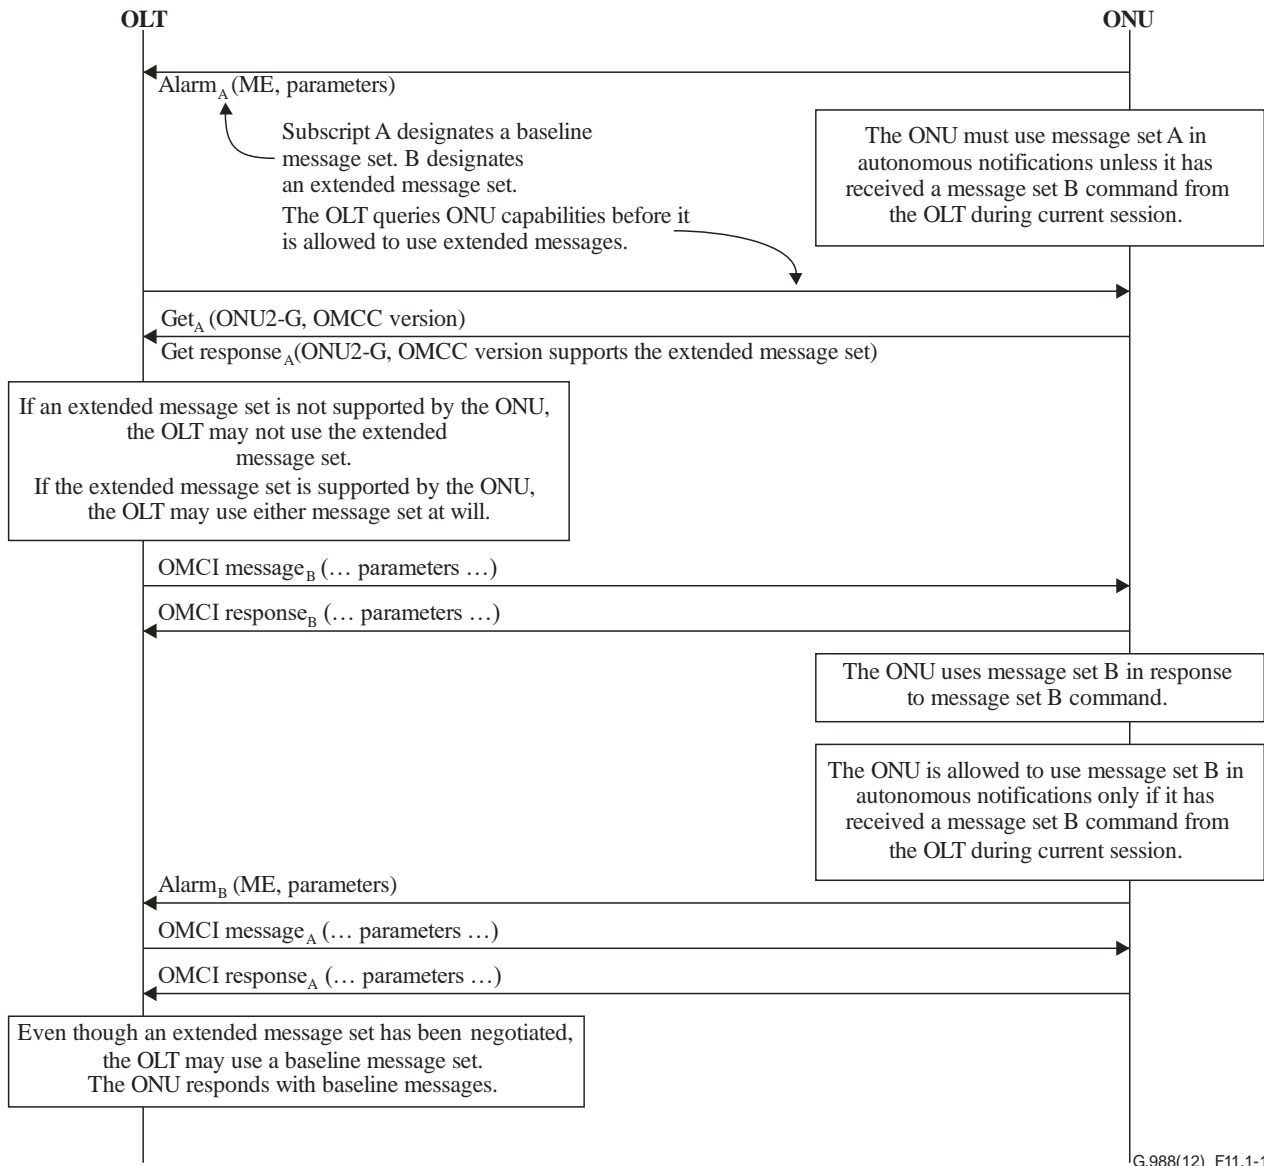 OLT
ONU
Alarm_A (ME, parameters)
Subscript A designates a baseline
message set. B designates
an extended message set.
The ONU must use message set A in
autonomous notifications unless it has
received a message set B command from
the OLT during current session.
The OLT queries ONU capabilities before it
is allowed to use extended messages.
Get_A (ONU2-G, OMCC version)
Get response_A (ONU2-G, OMCC version supports the extended message set)
If an extended message set is not supported by the ONU,
the OLT may not use the extended
message set.
If the extended message set is supported by the ONU,
the OLT may use either message set at will.
OMCI message_B (… parameters …)
OMCI response_B (… parameters …)
The ONU uses message set B in response
to message set B command.
The ONU is allowed to use message set B in
autonomous notifications only if it has
received a message set B command from
the OLT during current session.
Alarm_B (ME, parameters)
OMCI message_A (… parameters …)
OMCI response_A (… parameters …)
Even though an extended message set has been negotiated,
the OLT may use a baseline message set.
The ONU responds with baseline messages.
G.988(12)_F11.1-1